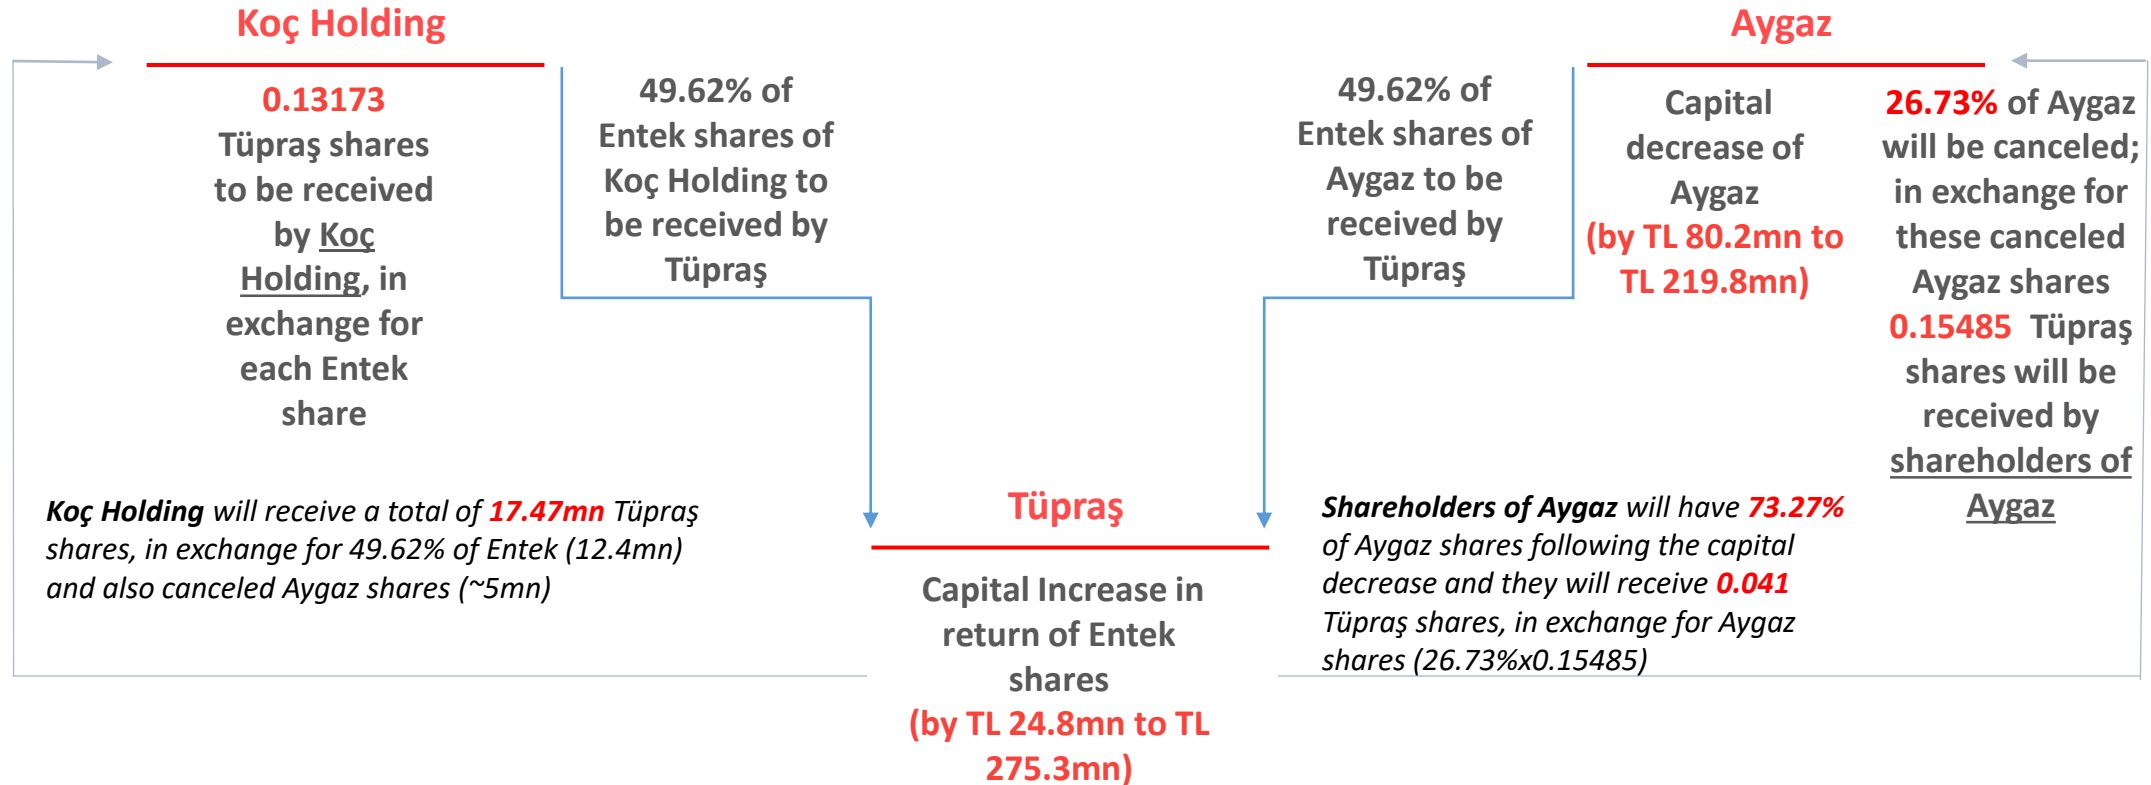 Koç Holding
0.13173
Tüpraş shares
to be received
by Koç
Holding, in
exchange for
each Entek
share
49.62% of
Entek shares of
Koç Holding to
be received by
Tüpraş
Koç Holding will receive a total of 17.47mn Tüpraş
shares, in exchange for 49.62% of Entek (12.4mn)
and also canceled Aygaz shares (~5mn)
Tüpraş
Capital Increase in
return of Entek
shares
(by TL 24.8mn to TL
275.3mn)
Aygaz
49.62% of
Entek shares of
Aygaz to be
received by
Tüpraş
Capital
decrease of
Aygaz
(by TL 80.2mn to
TL 219.8mn)
26.73% of Aygaz
will be canceled;
in exchange for
these canceled
Aygaz shares
0.15485 Tüpraş
shares will be
received by
shareholders of
Aygaz
Shareholders of Aygaz will have 73.27%
of Aygaz shares following the capital
decrease and they will receive 0.041
Tüpraş shares, in exchange for Aygaz
shares (26.73%x0.15485)